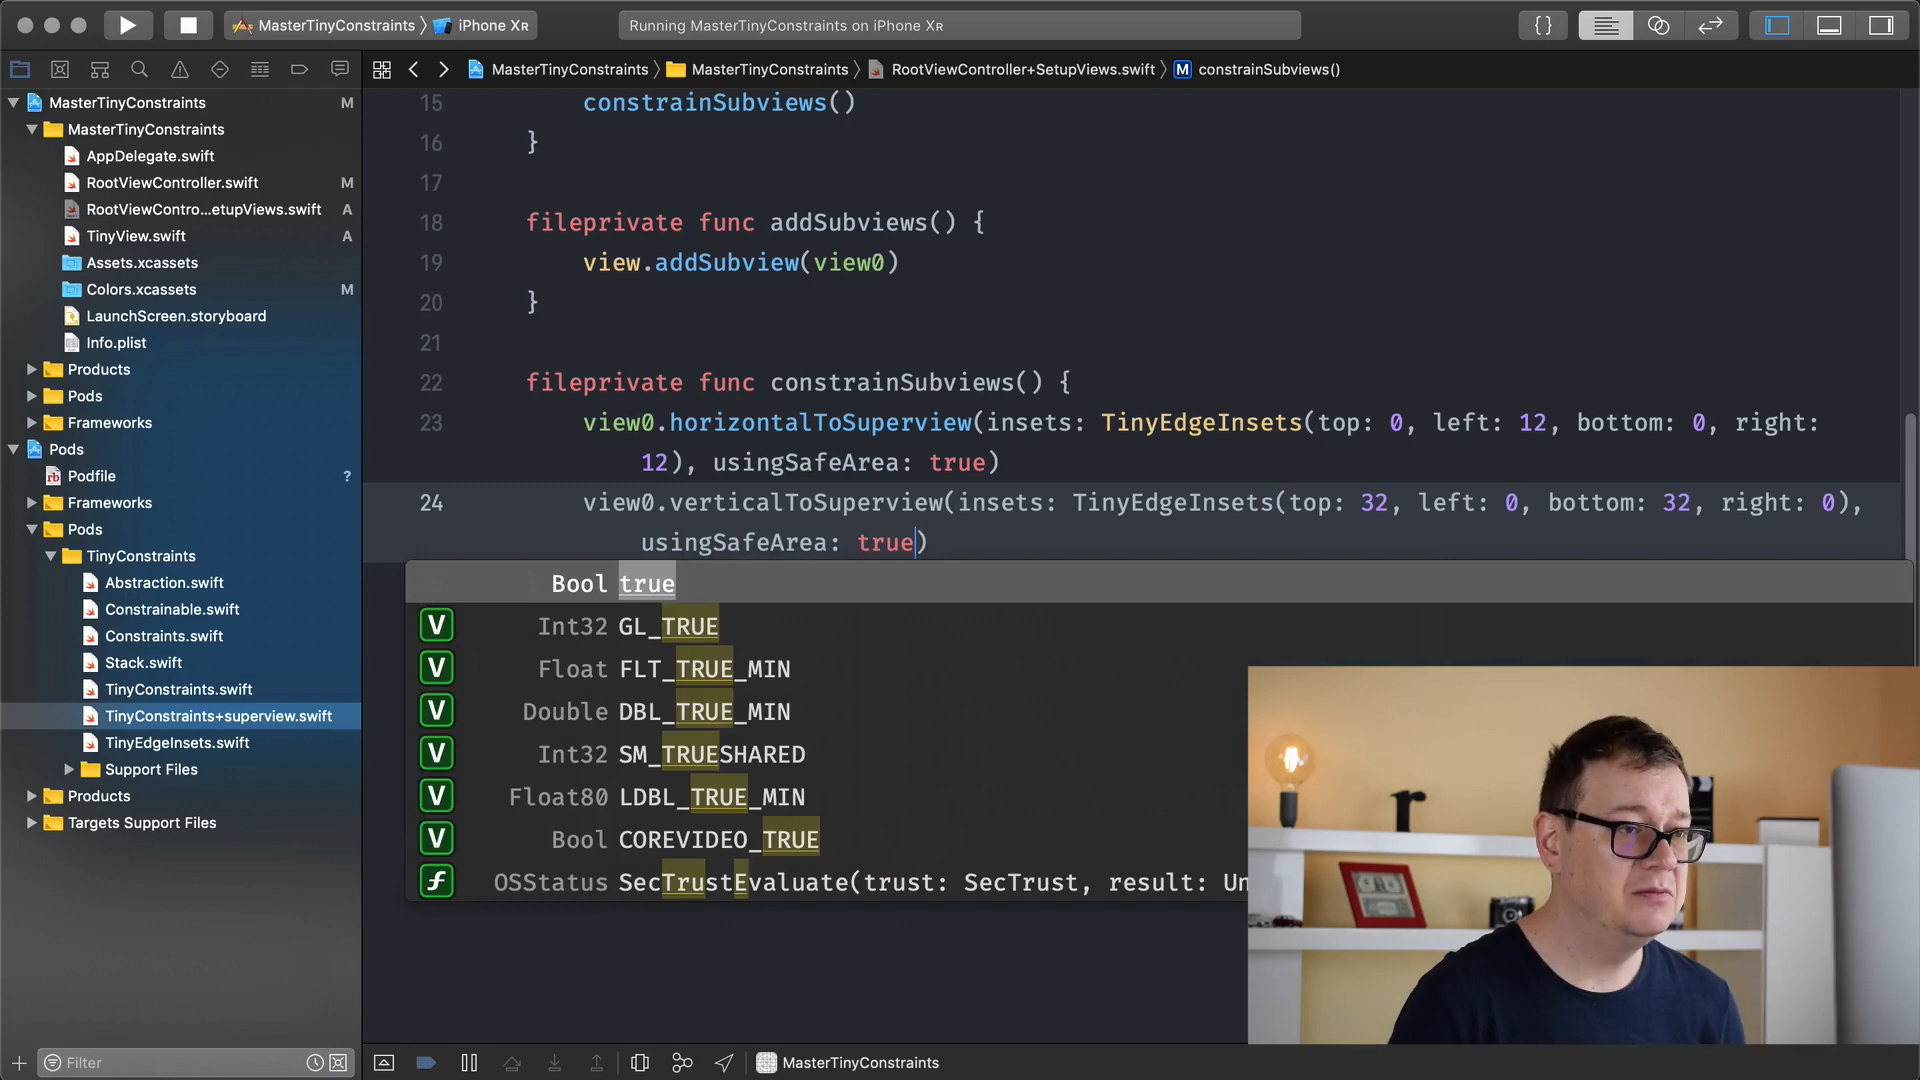 MasterTinyConstraints
iPhone XR
Running MasterTinyConstraints on iPhone XR
{}
MasterTinyConstraints
MasterTinyConstraints
RootViewController+SetupViews.swift
M
constrainSubviews()
MasterTinyConstraints M
MasterTinyConstraints
AppDelegate.swift
RootViewController.swift M
RootViewContro...etupViews.swift A
TinyView.swift A
Assets.xcassets
Colors.xcassets M
LaunchScreen.storyboard
Info.plist
Products
Pods
Frameworks
Pods
rb Podfile ?
Frameworks
Pods
TinyConstraints
Abstraction.swift
Constrainable.swift
Constraints.swift
Stack.swift
TinyConstraints.swift
TinyConstraints+superview.swift
TinyEdgeInsets.swift
Support Files
Products
Targets Support Files
Filter
15 constrainSubviews()
16 }
17
18 fileprivate func addSubviews() {
19 view.addSubview(view0)
20 }
21
22 fileprivate func constrainSubviews() {
23 view0.horizontalToSuperview(insets: TinyEdgeInsets(top: 0, left: 12, bottom: 0, right:
12), usingSafeArea: true)
24 view0.verticalToSuperview(insets: TinyEdgeInsets(top: 32, left: 0, bottom: 32, right: 0),
usingSafeArea: true)
Bool true
V Int32 GL_TRUE
V Float FLT_TRUE_MIN
V Double DBL_TRUE_MIN
V Int32 SM_TRUESHARED
V Float80 LDBL_TRUE_MIN
V Bool COREVIDEO_TRUE
f OSStatus SecTrustEvaluate(trust: SecTrust, result: Un
MasterTinyConstraints